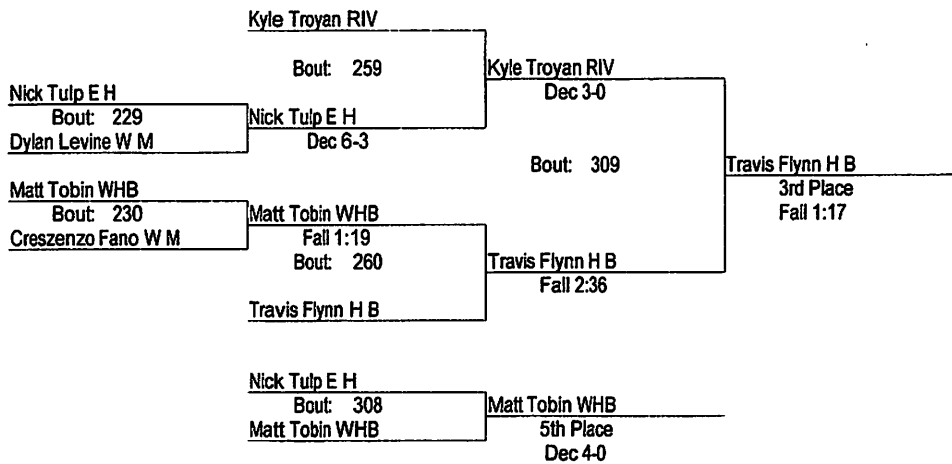 Kyle Troyan RIV
Bout: 259
Kyle Troyan RIV
Dec 3-0
Nick Tulp E H
Bout: 229
Nick Tulp E H
Dylan Levine W M
Dec 6-3
Bout: 309
Travis Flynn H B
3rd Place
Fall 1:17
Matt Tobin WHB
Bout: 230
Matt Tobin WHB
Creszenzo Fano W M
Fall 1:19
Bout: 260
Travis Flynn H B
Fall 2:36
Travis Flynn H B
Nick Tulp E H
Bout: 308
Matt Tobin WHB
Matt Tobin WHB
5th Place
Dec 4-0